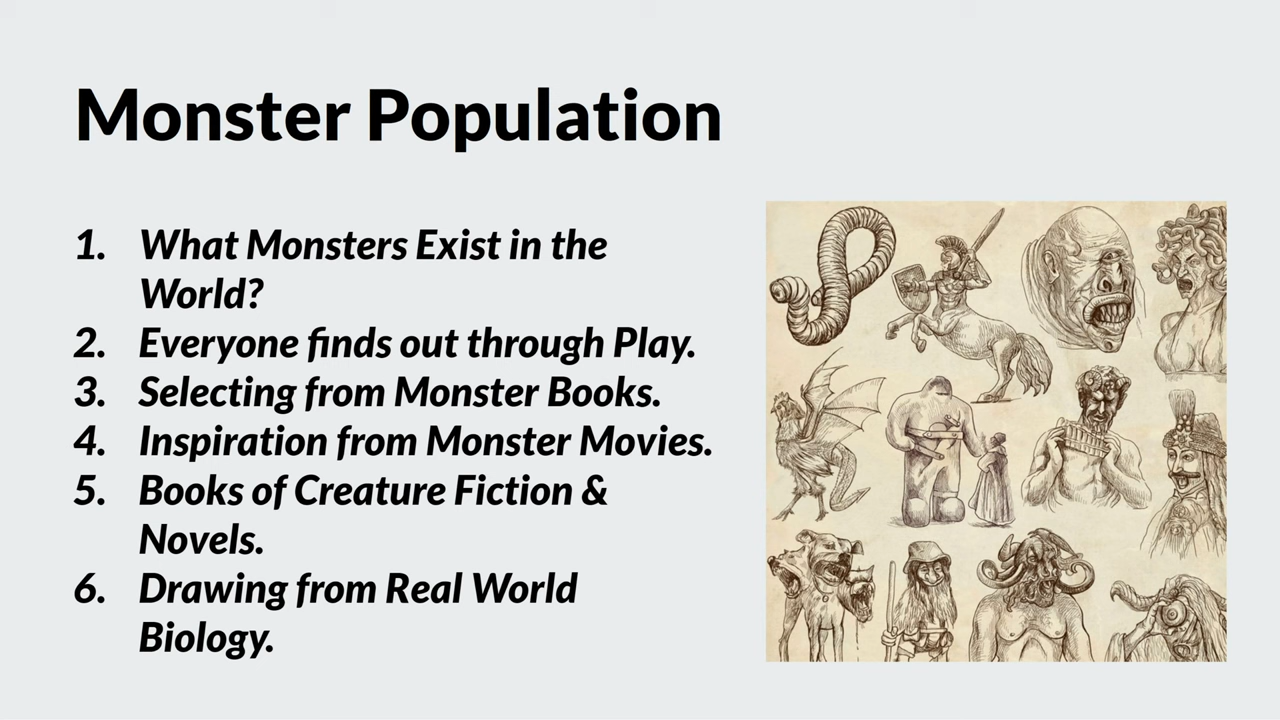 Monster Population
1. What Monsters Exist in the
World?
2. Everyone finds out through Play.
3. Selecting from Monster Books.
4. Inspiration from Monster Movies.
5. Books of Creature Fiction &
Novels.
6. Drawing from Real World
Biology.